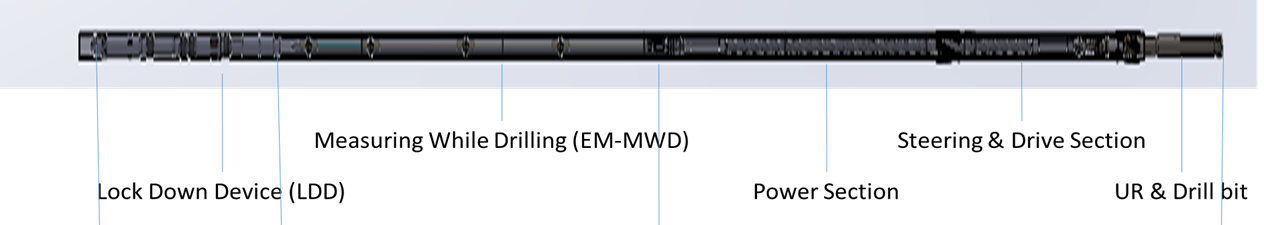 Measuring While Drilling (EM-MWD)
Steering & Drive Section
Lock Down Device (LDD)
Power Section
UR & Drill bit